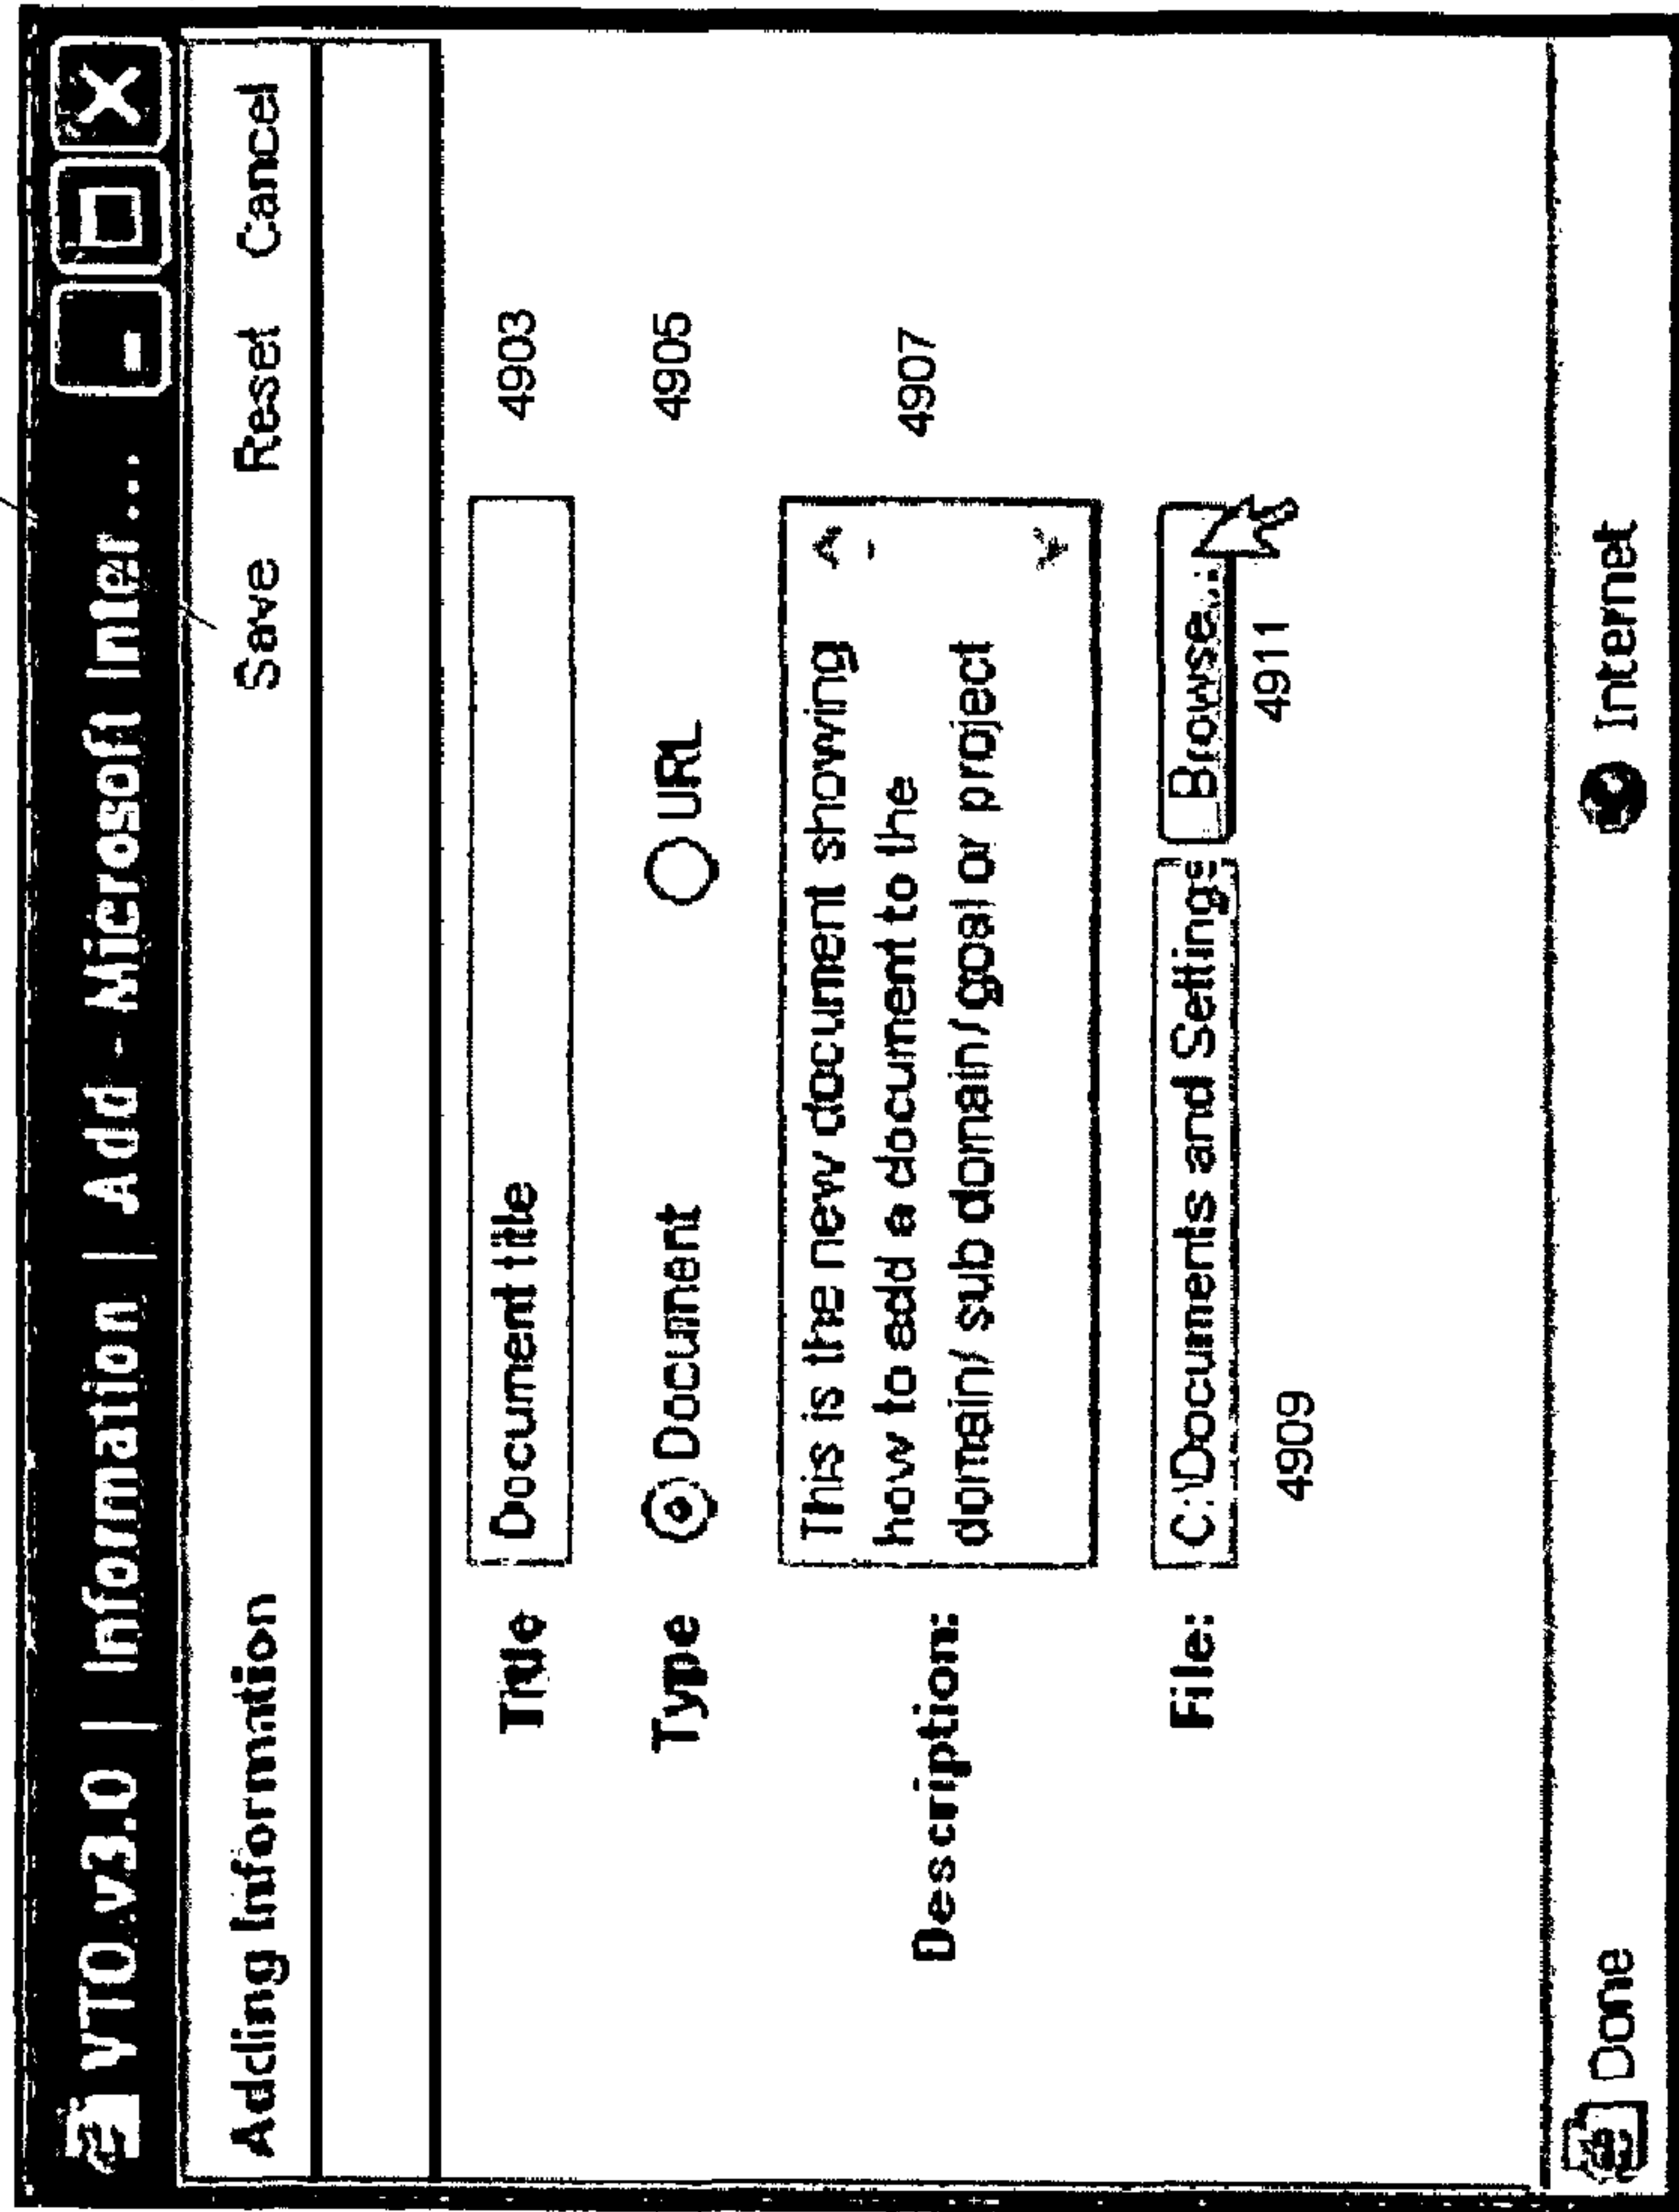 VTO.v3.0 | Information | Add - Microsoft Inter...
Adding Information Save Reset Cancel
Title Document title 4903
Type Document URL 4905
Description: This is the new document showing
how to add a document to the
domain/ sub domain/goal or project
4907
File: C:\Documents and Settings Browse...
4909 4911
Done Internet